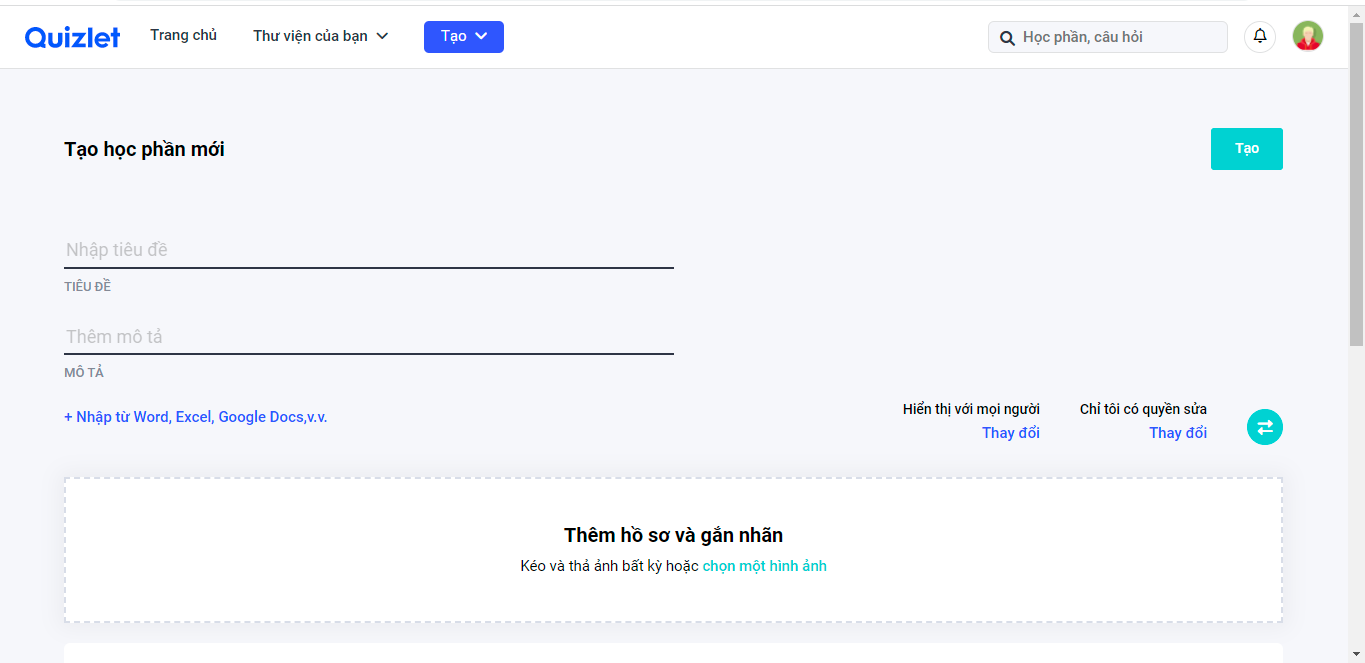 Quizlet Trang chủ Thư viện của bạn Tạo Học phần, câu hỏi
Tạo học phần mới Tạo
Nhập tiêu đề
TIÊU ĐỀ
Thêm mô tả
MÔ TẢ
+ Nhập từ Word, Excel, Google Docs,v.v.
Hiển thị với mọi người Chỉ tôi có quyền sửa
Thay đổi Thay đổi
Thêm hồ sơ và gắn nhãn
Kéo và thả ảnh bất kỳ hoặc chọn một hình ảnh